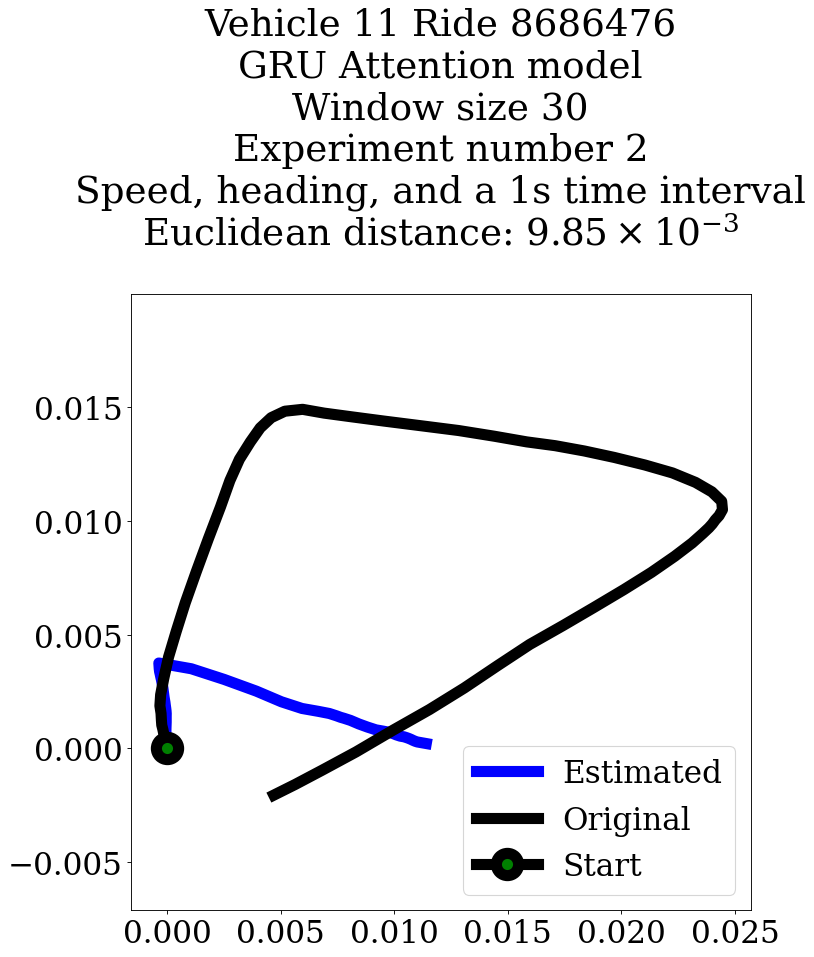 Vehicle 11 Ride 8686476
GRU Attention model
Window size 30
Experiment number 2
Speed, heading, and a 1s time interval
Euclidean distance: 9.85 × 10⁻³
0.015
0.010
0.005
0.000
−0.005
0.000 0.005 0.010 0.015 0.020 0.025
Estimated
Original
Start